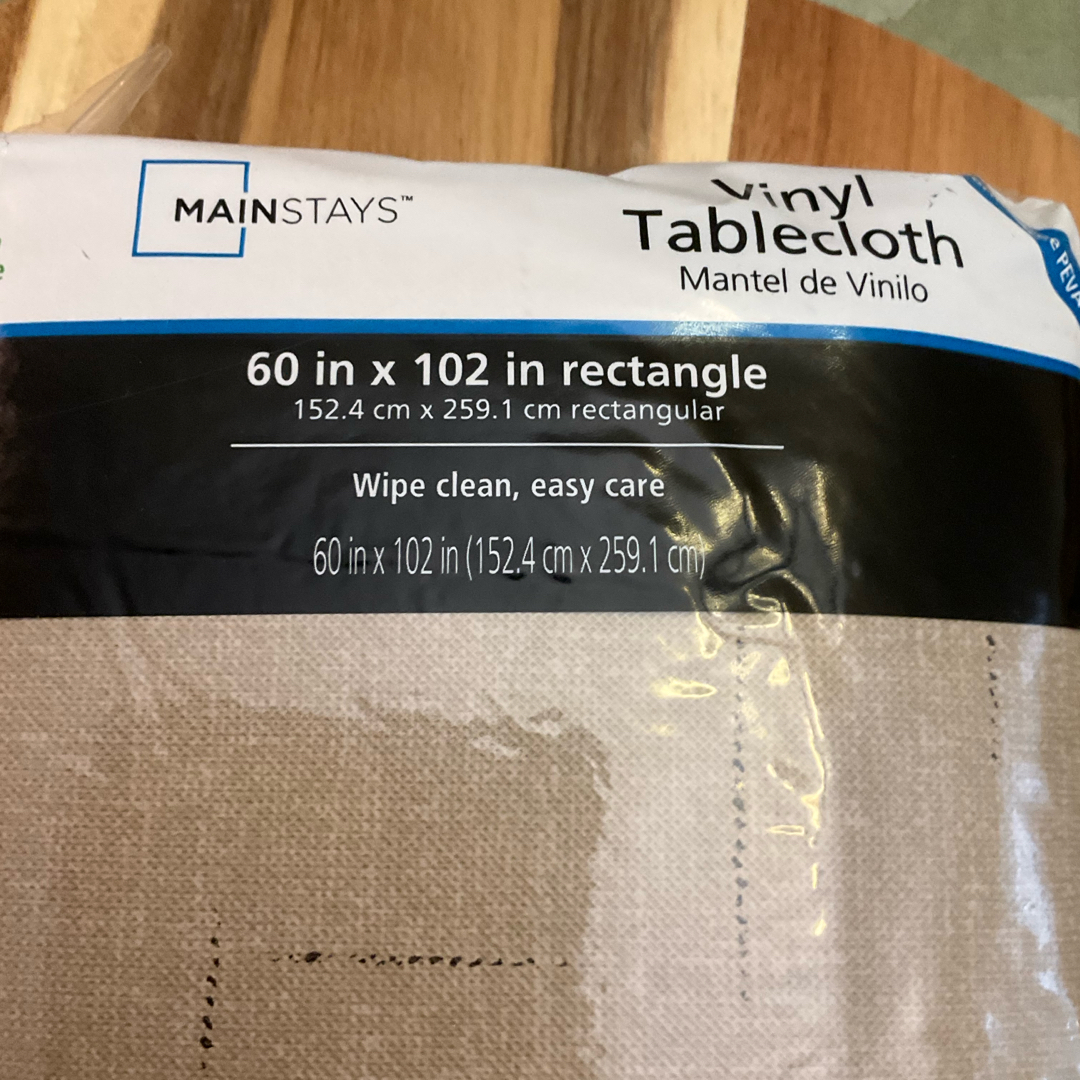 MAINSTAYS™
Vinyl
Tablecloth
Mantel de Vinilo
PEVA
60 in x 102 in rectangle
152.4 cm x 259.1 cm rectangular
Wipe clean, easy care
60 in x 102 in (152.4 cm x 259.1 cm)